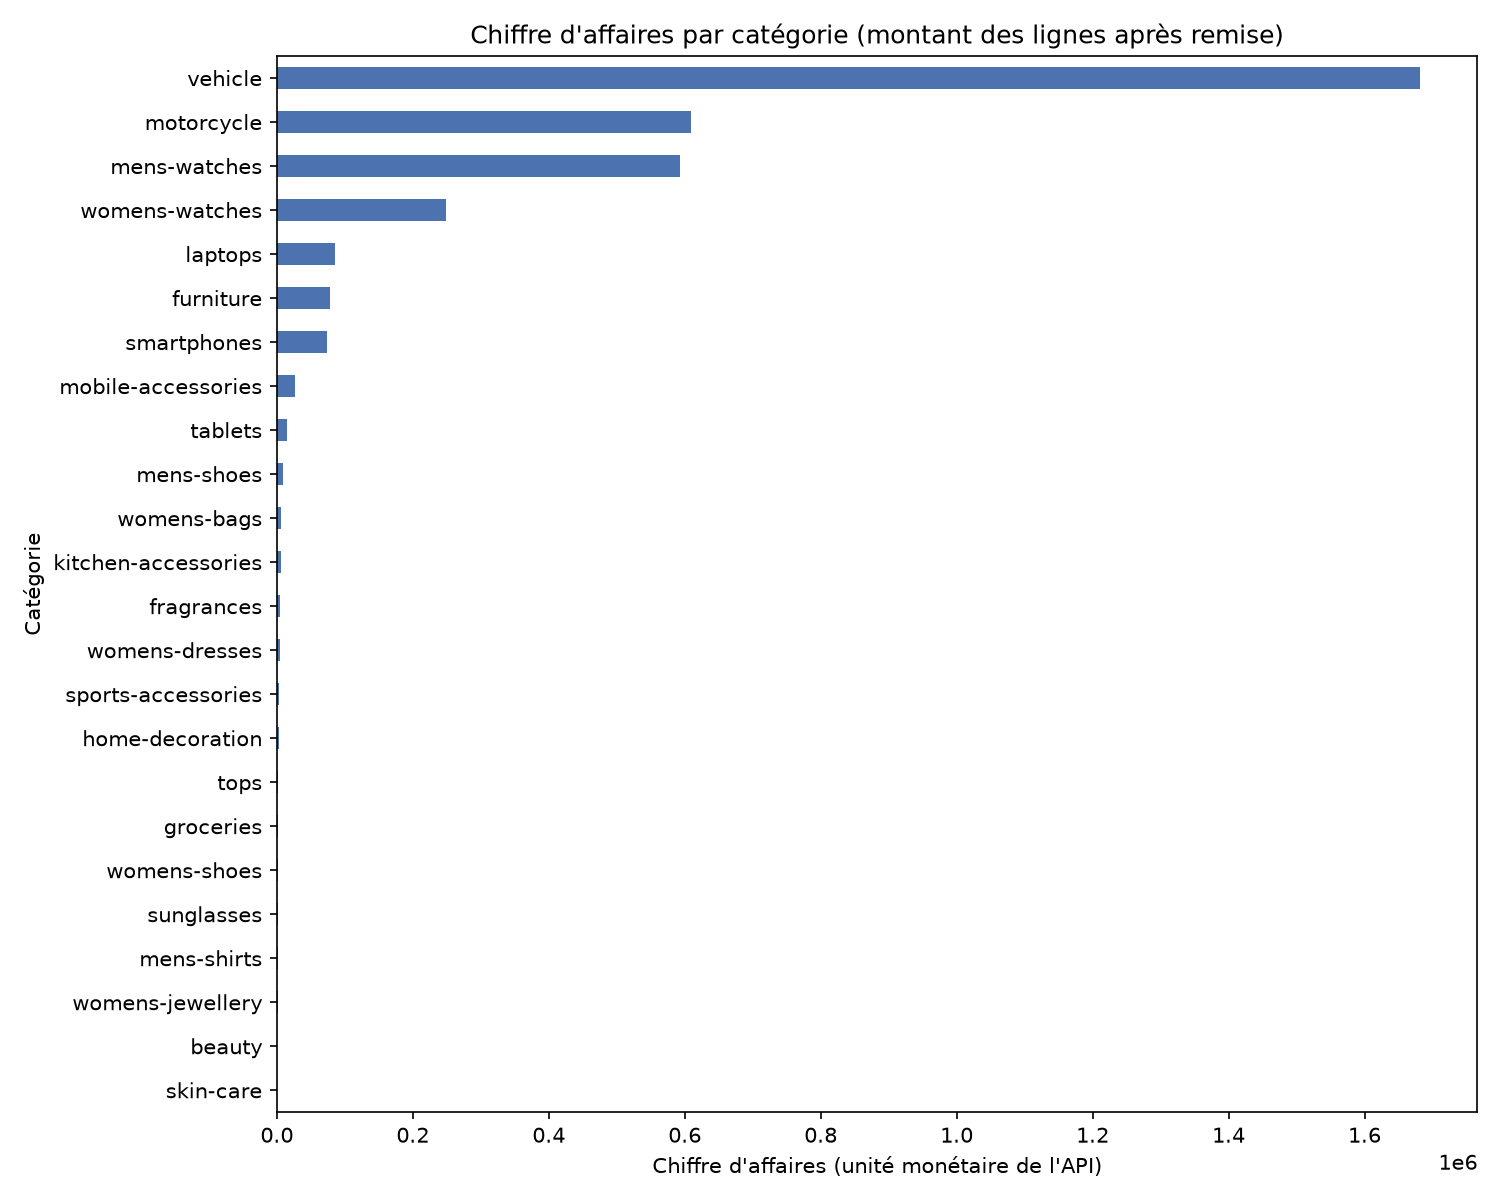 Chiffre d'affaires par catégorie (montant des lignes après remise)
vehicle
motorcycle
mens-watches
womens-watches
laptops
furniture
smartphones
mobile-accessories
tablets
mens-shoes
womens-bags
kitchen-accessories
fragrances
womens-dresses
sports-accessories
home-decoration
tops
groceries
womens-shoes
sunglasses
mens-shirts
womens-jewellery
beauty
skin-care
Catégorie
0.0 0.2 0.4 0.6 0.8 1.0 1.2 1.4 1.6
1e6
Chiffre d'affaires (unité monétaire de l'API)